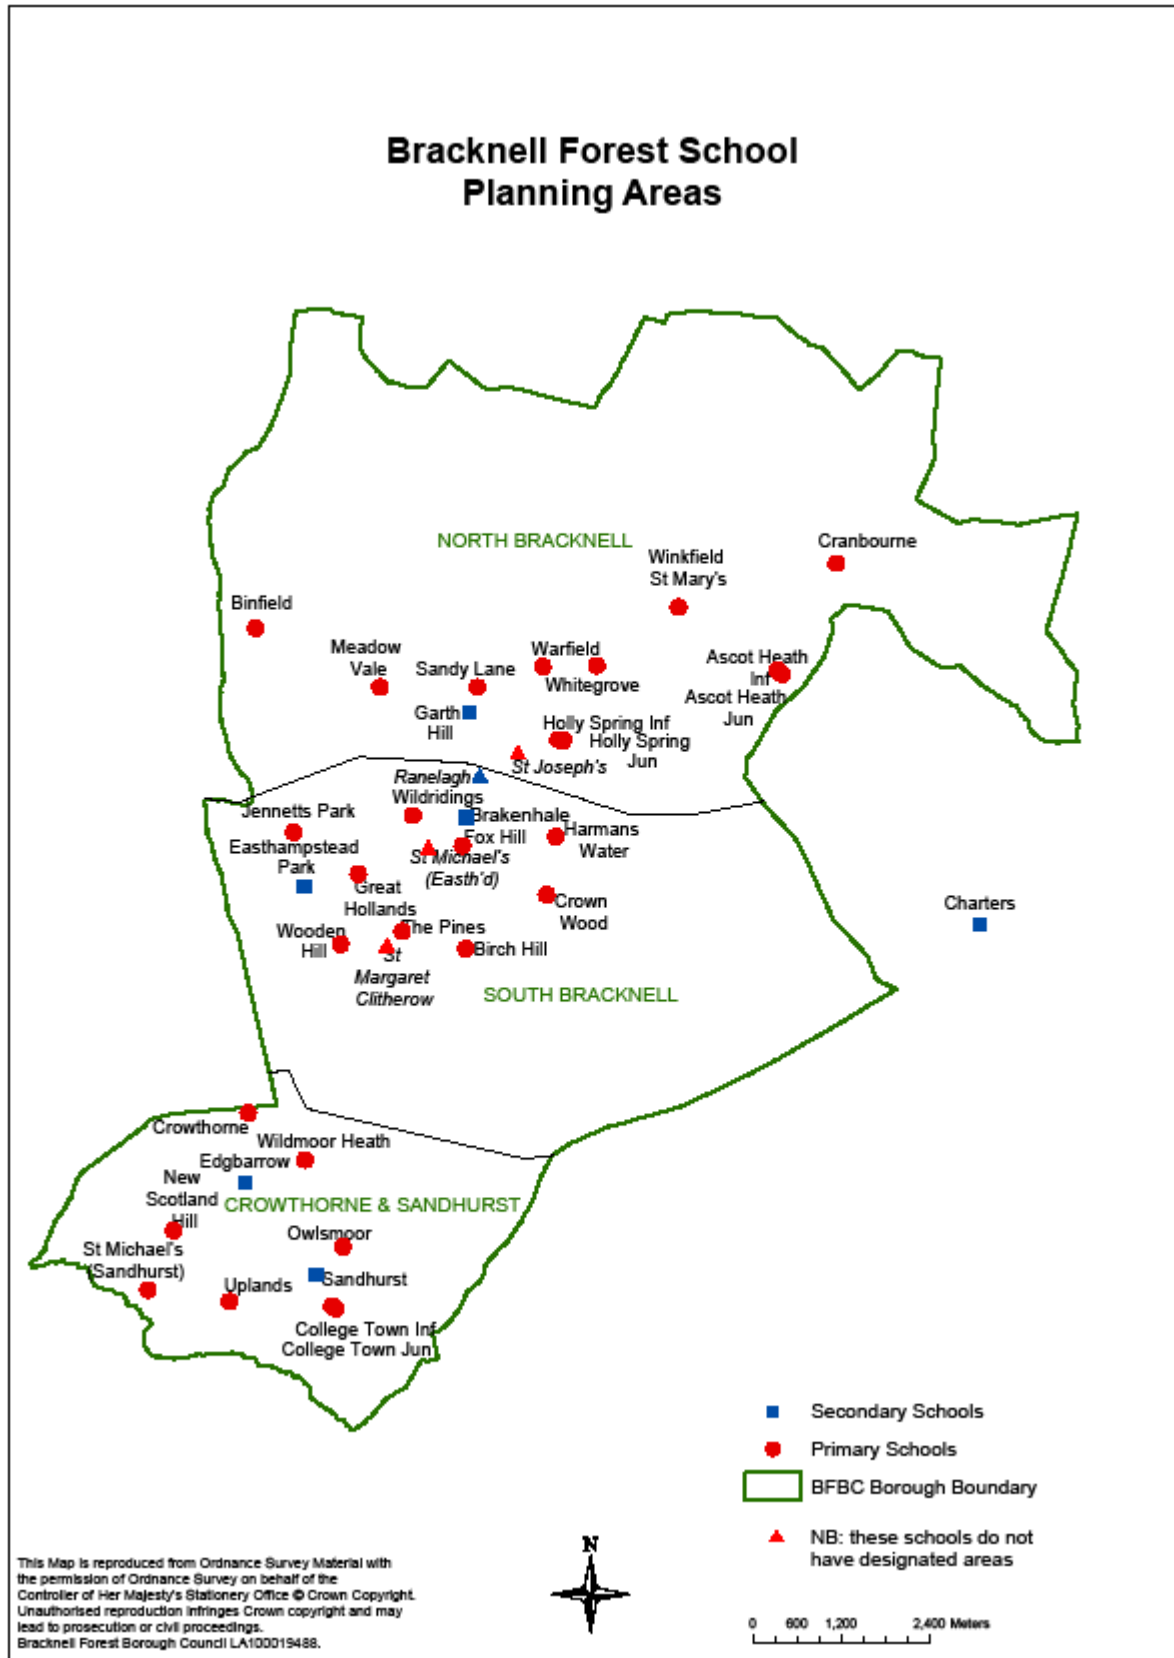 Bracknell Forest School
Planning Areas
NORTH BRACKNELL
Cranbourne
Winkfield
St Mary's
Binfield
Meadow
Vale
Sandy Lane
Warfield
Whitegrove
Ascot Heath
Inf
Ascot Heath
Jun
Garth
Hill
Holly Spring Inf
Holly Spring
Jun
St Joseph's
Ranelagh
Wildridings
Jennetts Park
Brakenhale
Fox Hill
Harmans
Water
Easthampstead
Park
St Michael's
(Easth'd)
Great
Hollands
Crown
Wood
Charters
Wooden
Hill
The Pines
St
Margaret
Clitherow
Birch Hill
SOUTH BRACKNELL
Crowthorne
Wildmoor Heath
Edgbarrow
New
Scotland
Hill
CROWTHORNE & SANDHURST
Owlsmoor
St Michael's
(Sandhurst)
Uplands
Sandhurst
College Town Inf
College Town Jun
Secondary Schools
Primary Schools
BFBC Borough Boundary
NB: these schools do not
have designated areas
N
0 600 1,200 2,400 Meters
This Map is reproduced from Ordnance Survey Material with
the permission of Ordnance Survey on behalf of the
Controller of Her Majesty's Stationery Office © Crown Copyright.
Unauthorised reproduction infringes Crown copyright and may
lead to prosecution or civil proceedings.
Bracknell Forest Borough Council LA100019488.